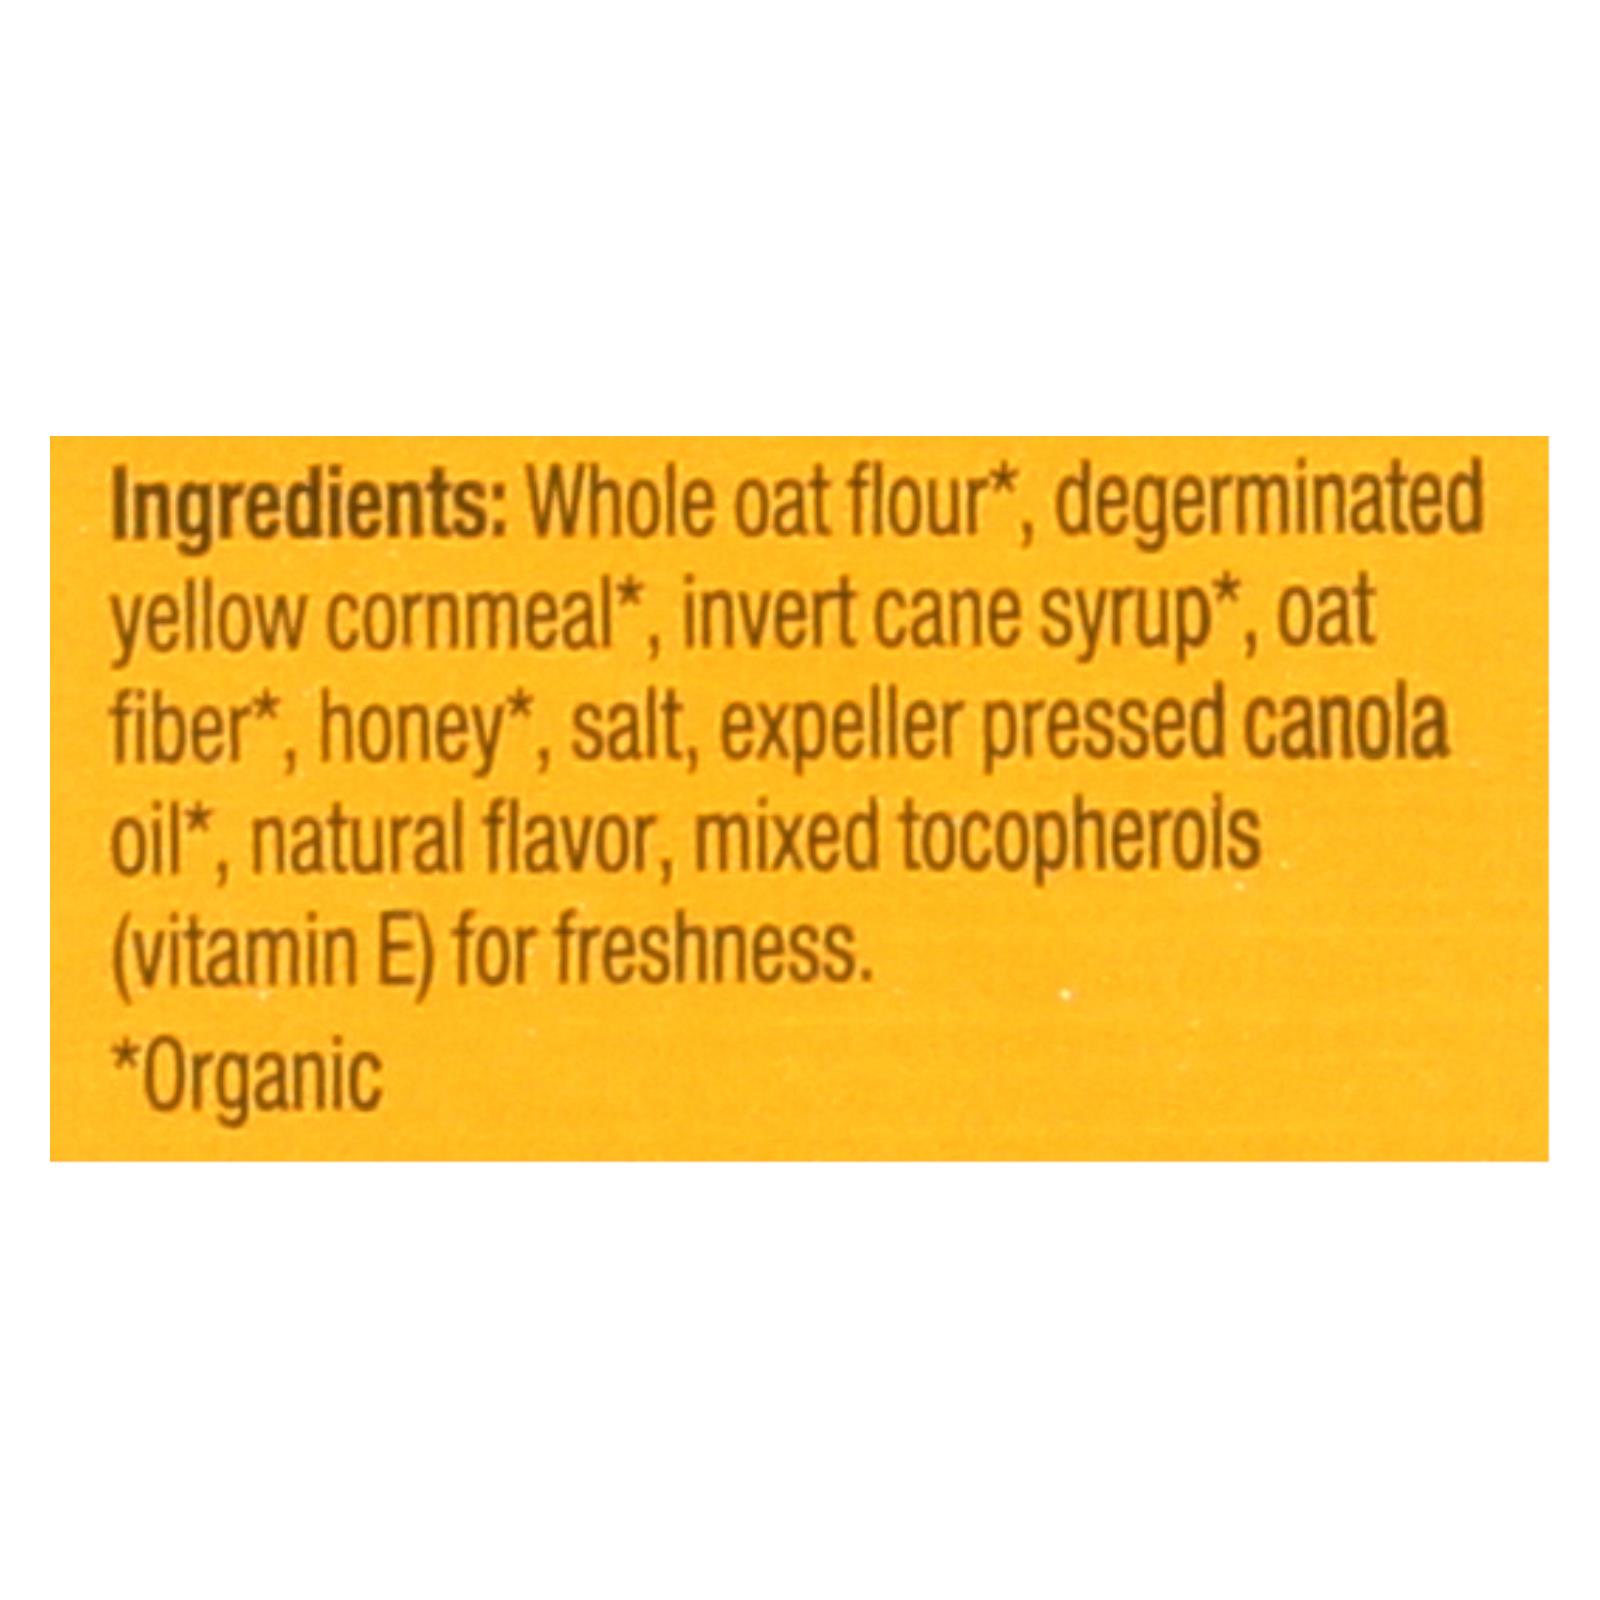 Ingredients: Whole oat flour*, degerminated
yellow cornmeal*, invert cane syrup*, oat
fiber*, honey*, salt, expeller pressed canola
oil*, natural flavor, mixed tocopherols
(vitamin E) for freshness.
*Organic